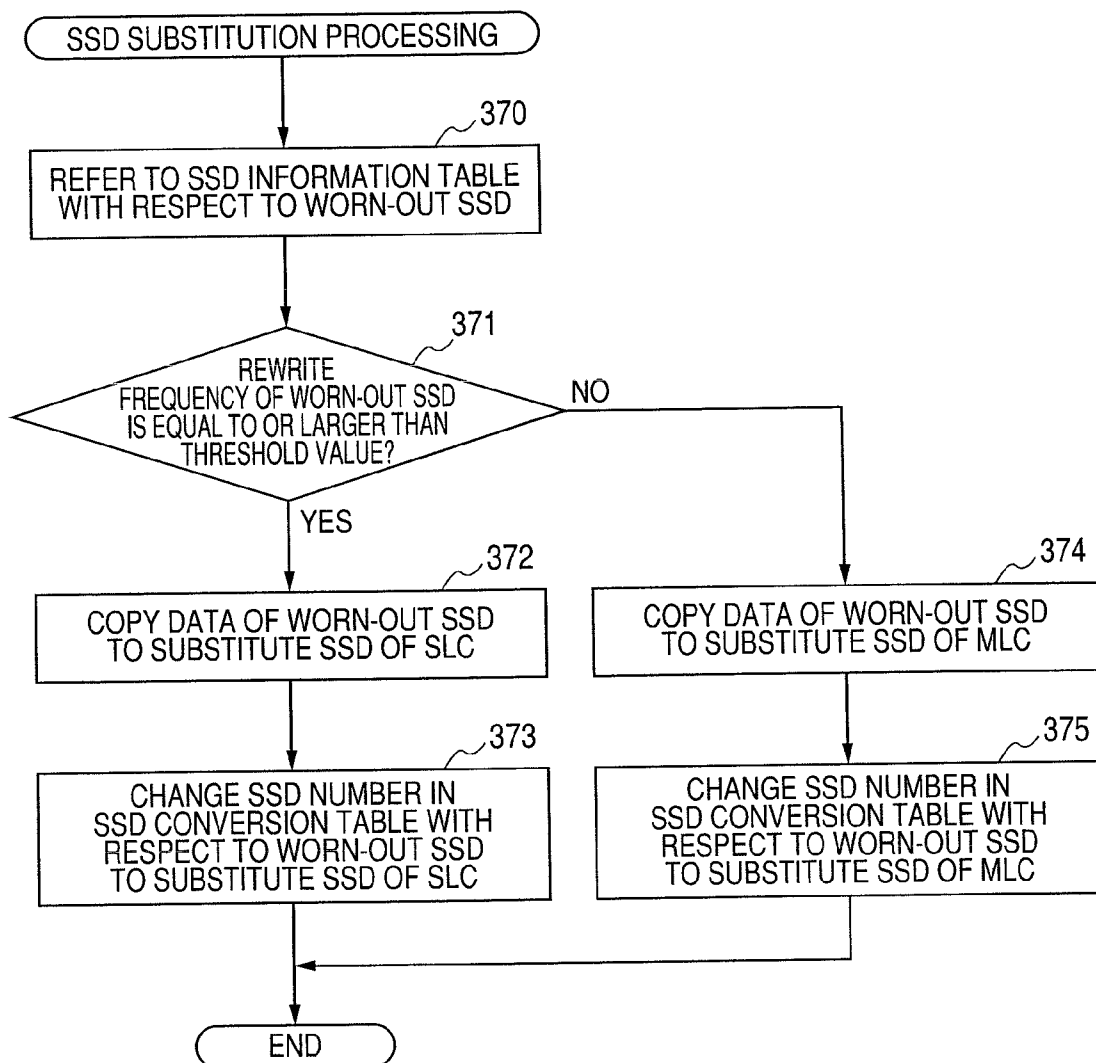 SSD SUBSTITUTION PROCESSING
370
REFER TO SSD INFORMATION TABLE
WITH RESPECT TO WORN-OUT SSD
371
REWRITE
FREQUENCY OF WORN-OUT SSD
IS EQUAL TO OR LARGER THAN
THRESHOLD VALUE?
NO
YES
372
COPY DATA OF WORN-OUT SSD
TO SUBSTITUTE SSD OF SLC
374
COPY DATA OF WORN-OUT SSD
TO SUBSTITUTE SSD OF MLC
373
CHANGE SSD NUMBER IN
SSD CONVERSION TABLE WITH
RESPECT TO WORN-OUT SSD
TO SUBSTITUTE SSD OF SLC
375
CHANGE SSD NUMBER IN
SSD CONVERSION TABLE WITH
RESPECT TO WORN-OUT SSD
TO SUBSTITUTE SSD OF MLC
END